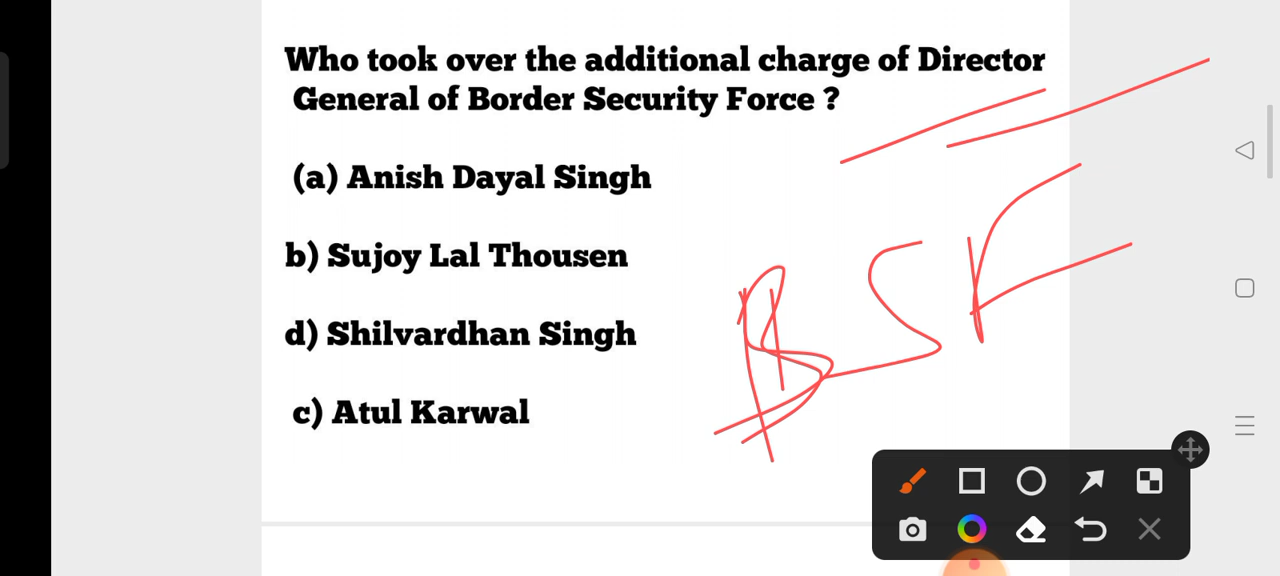 Who took over the additional charge of Director
General of Border Security Force ?
(a) Anish Dayal Singh
b) Sujoy Lal Thousen
d) Shilvardhan Singh
c) Atul Karwal
BSF